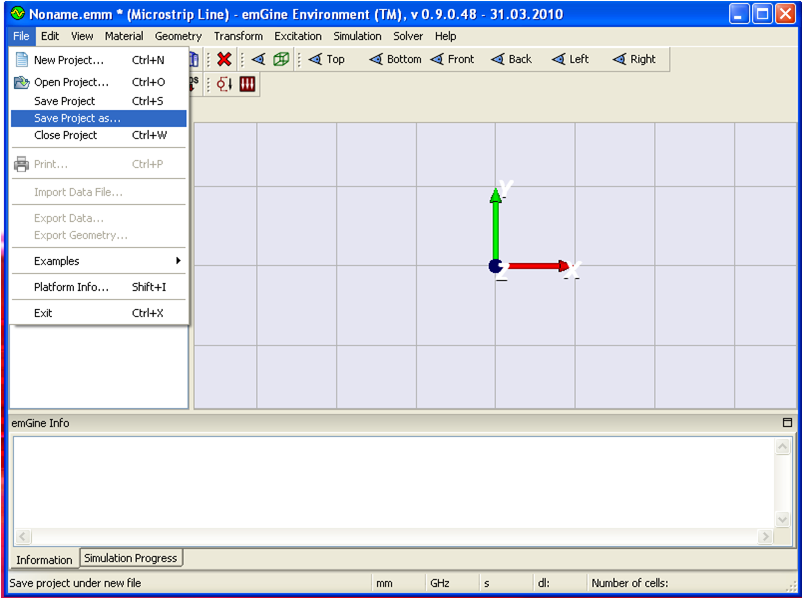 Noname.emm * (Microstrip Line) - emGine Environment (TM), v 0.9.0.48 - 31.03.2010
File Edit View Material Geometry Transform Excitation Simulation Solver Help
Top Bottom Front Back Left Right
New Project... Ctrl+N
Open Project... Ctrl+O
Save Project Ctrl+S
Save Project as...
Close Project Ctrl+W
Print... Ctrl+P
Import Data File...
Export Data...
Export Geometry...
Examples
Platform Info... Shift+I
Exit Ctrl+X
Y
Z X
emGine Info
Information Simulation Progress
Save project under new file mm GHz s dl: Number of cells: